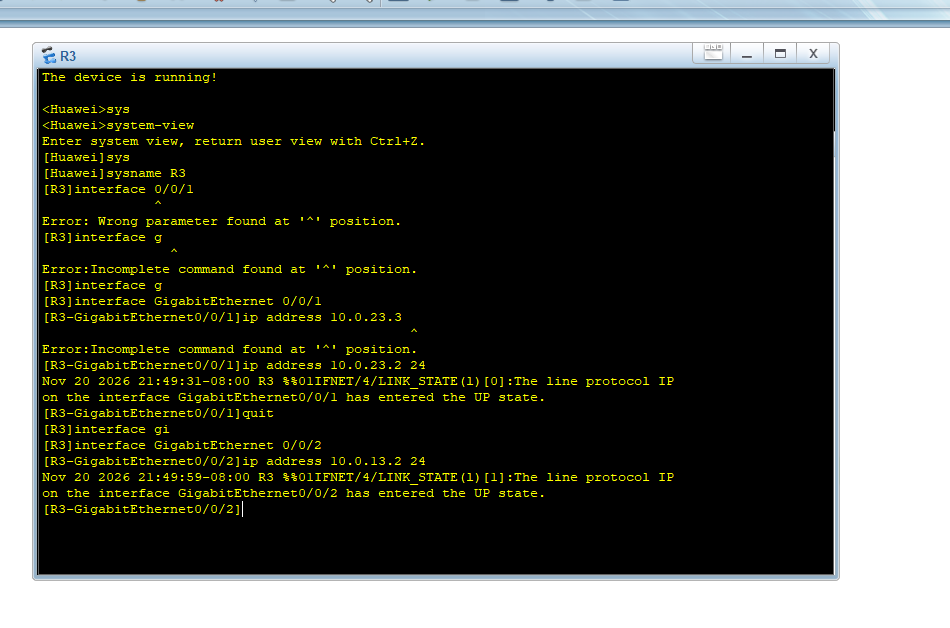 R3
The device is running!
<Huawei>sys
<Huawei>system-view
Enter system view, return user view with Ctrl+Z.
[Huawei]sys
[Huawei]sysname R3
[R3]interface 0/0/1
^
Error: Wrong parameter found at '^' position.
[R3]interface g
^
Error:Incomplete command found at '^' position.
[R3]interface g
[R3]interface GigabitEthernet 0/0/1
[R3-GigabitEthernet0/0/1]ip address 10.0.23.3
^
Error:Incomplete command found at '^' position.
[R3-GigabitEthernet0/0/1]ip address 10.0.23.2 24
Nov 20 2026 21:49:31-08:00 R3 %%01IFNET/4/LINK_STATE(l)[0]:The line protocol IP
on the interface GigabitEthernet0/0/1 has entered the UP state.
[R3-GigabitEthernet0/0/1]quit
[R3]interface gi
[R3]interface GigabitEthernet 0/0/2
[R3-GigabitEthernet0/0/2]ip address 10.0.13.2 24
Nov 20 2026 21:49:59-08:00 R3 %%01IFNET/4/LINK_STATE(l)[1]:The line protocol IP
on the interface GigabitEthernet0/0/2 has entered the UP state.
[R3-GigabitEthernet0/0/2]